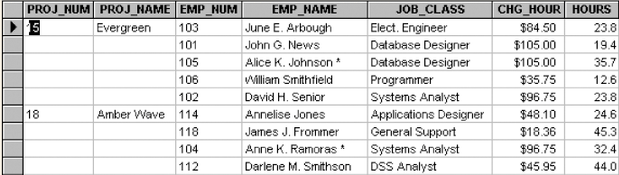 PROJ_NUM PROJ_NAME EMP_NUM EMP_NAME JOB_CLASS CHG_HOUR HOURS
15 Evergreen 103 June E. Arbough Elect. Engineer $84.50 23.8
101 John G. News Database Designer $105.00 19.4
105 Alice K. Johnson * Database Designer $105.00 35.7
106 William Smithfield Programmer $35.75 12.6
102 David H. Senior Systems Analyst $96.75 23.8
18 Amber Wave 114 Annelise Jones Applications Designer $48.10 24.6
118 James J. Frommer General Support $18.36 45.3
104 Anne K. Ramoras * Systems Analyst $96.75 32.4
112 Darlene M. Smithson DSS Analyst $45.95 44.0